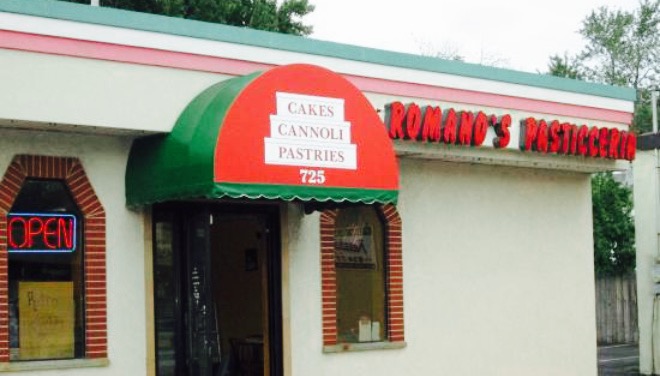 CAKES
CANNOLI
PASTRIES
725
ROMANO'S PASTICCERIA
OPEN